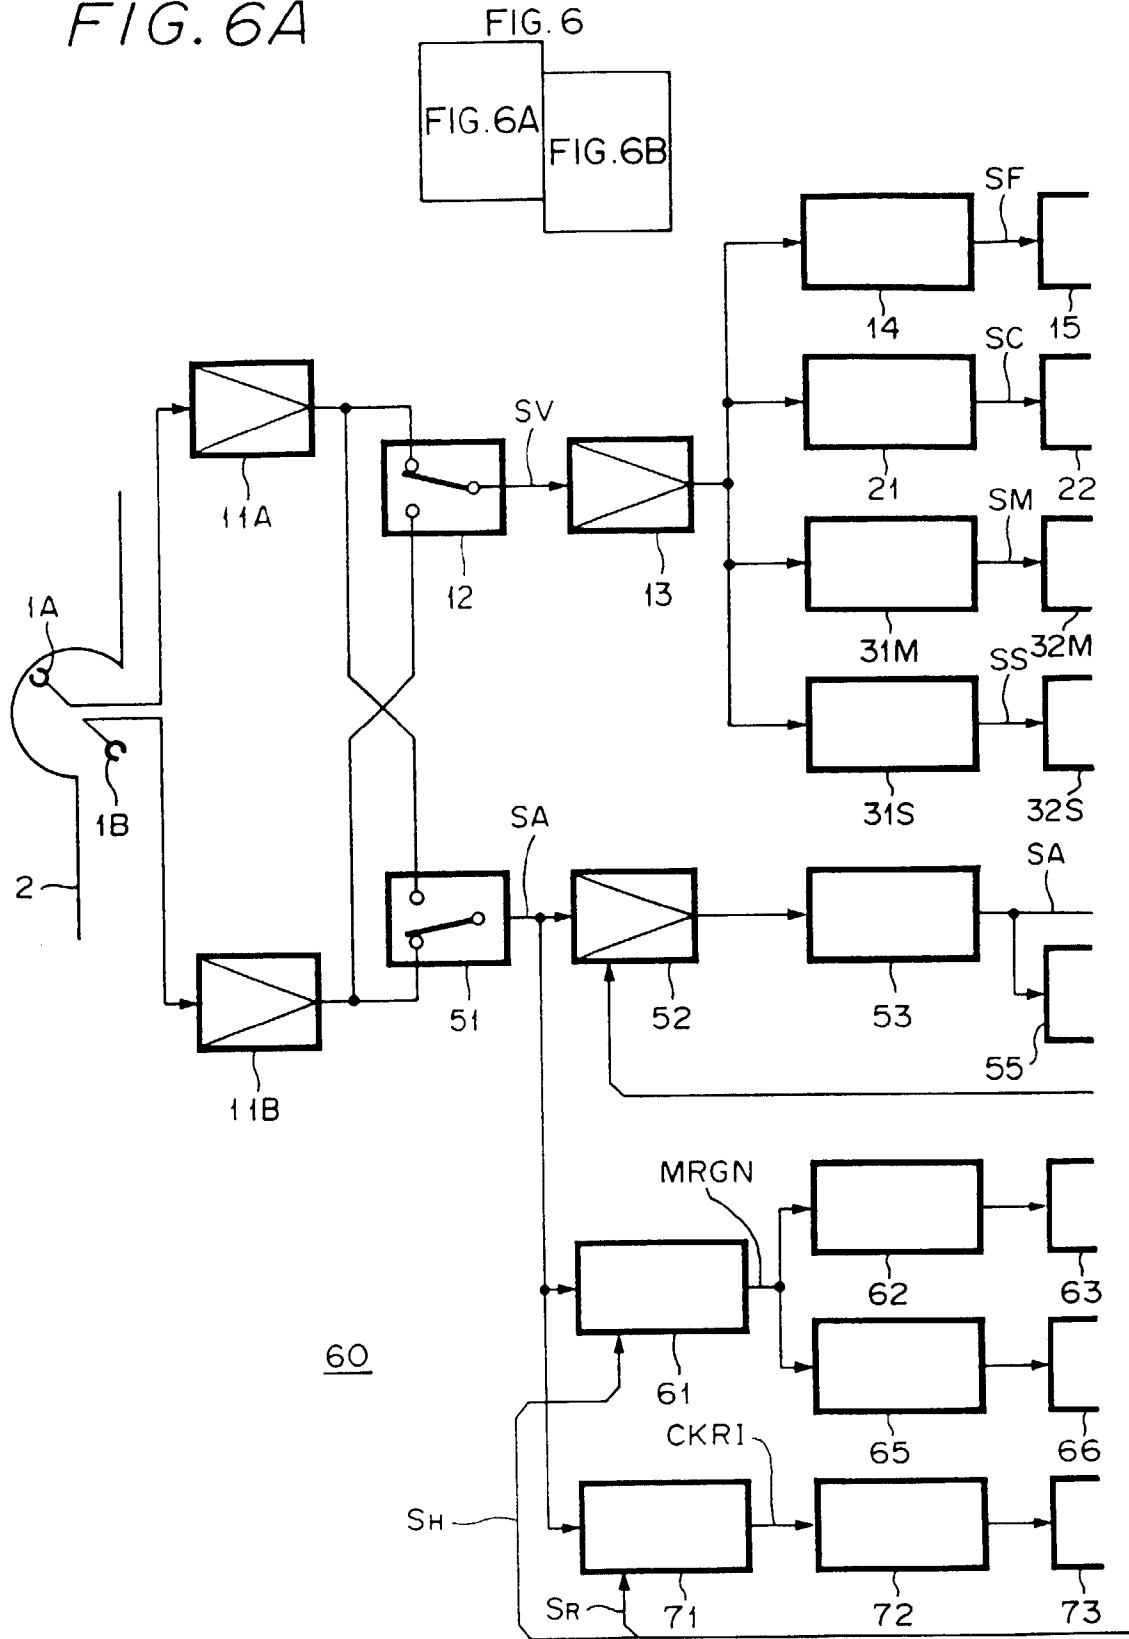 FIG. 6A
FIG. 6
FIG. 6A
FIG. 6B
SF
14
15
SC
11A
SV
21
22
12
13
SM
1A
31M
32M
SS
1B
31S
32S
SA
SA
2
51
52
53
55
11B
MRGN
62
63
60
61
65
66
CKRI
SH
SR
71
72
73